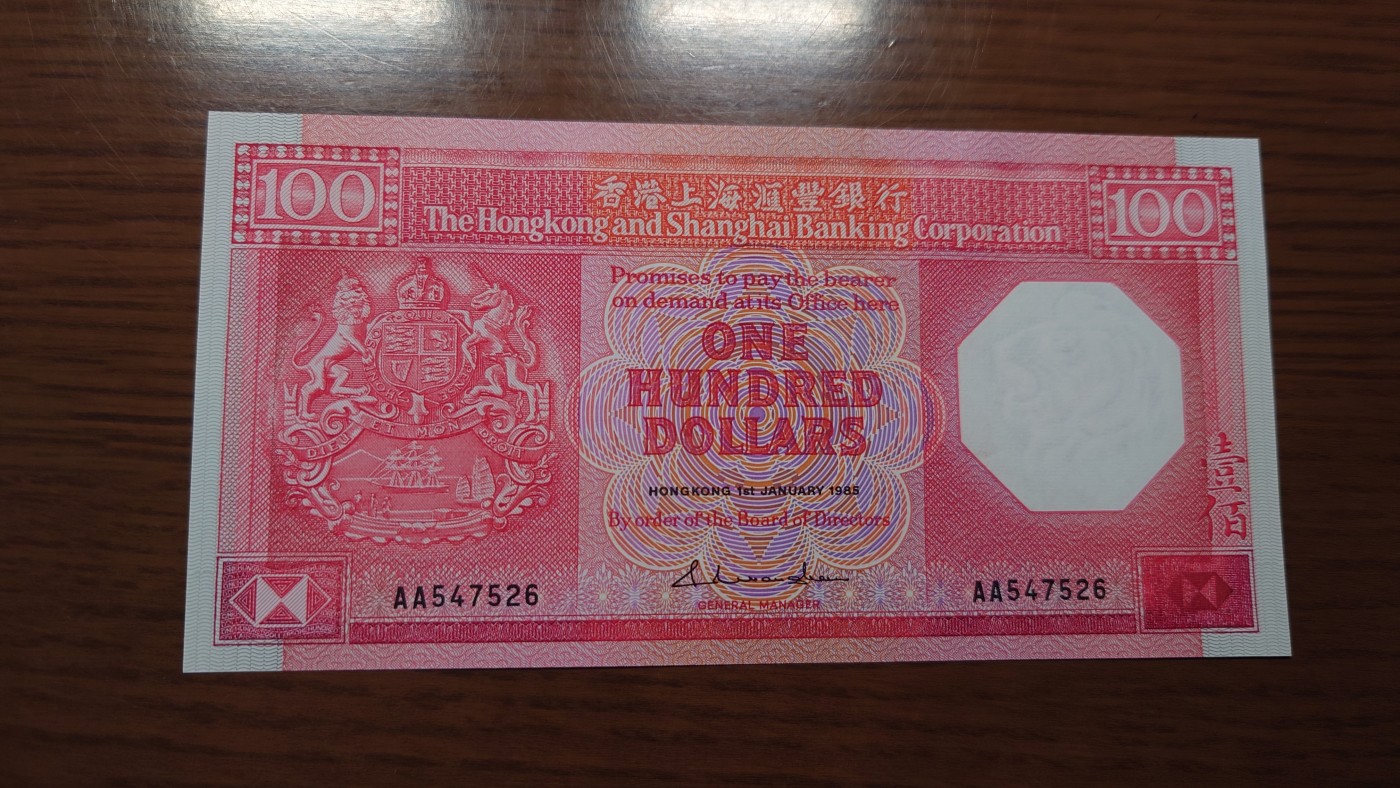 100
香港上海滙豐銀行
100
The Hongkong and Shanghai Banking Corporation
Promises to pay the bearer
on demand at its Office here
ONE
HUNDRED
DOLLARS
DIEU ET MON DROIT
HONGKONG 1st JANUARY 1985
By order of the Board of Directors
壹
佰
AA547526
AA547526
GENERAL MANAGER